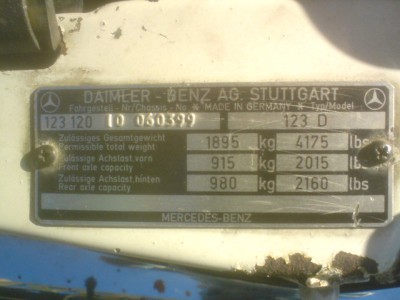 DAIMLER - BENZ AG. STUTTGART
Fahrgestell - Nr/Chassis - No * MADE IN GERMANY * Typ/Model
123 120 10 060399 123 D
Zulässiges Gesamtgewicht 1895 kg 4175 lbs
Permissible total weight
Zulässige Achslast vorn 915 kg 2015 lbs
Front axle capacity
Zulässige Achslast, hinten 980 kg 2160 lbs
Rear axle capacity
MERCEDES-BENZ